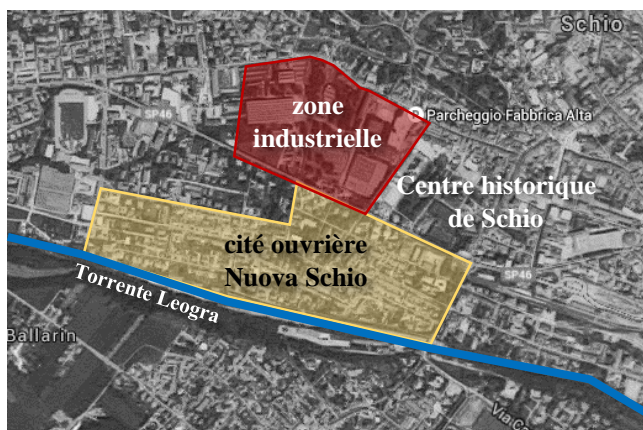 Schio
zone
industrielle
Parcheggio Fabbrica Alta
SP46
Centre historique
de Schio
cité ouvrière
Nuova Schio
SP46
Torrente Leogra
Ballarin